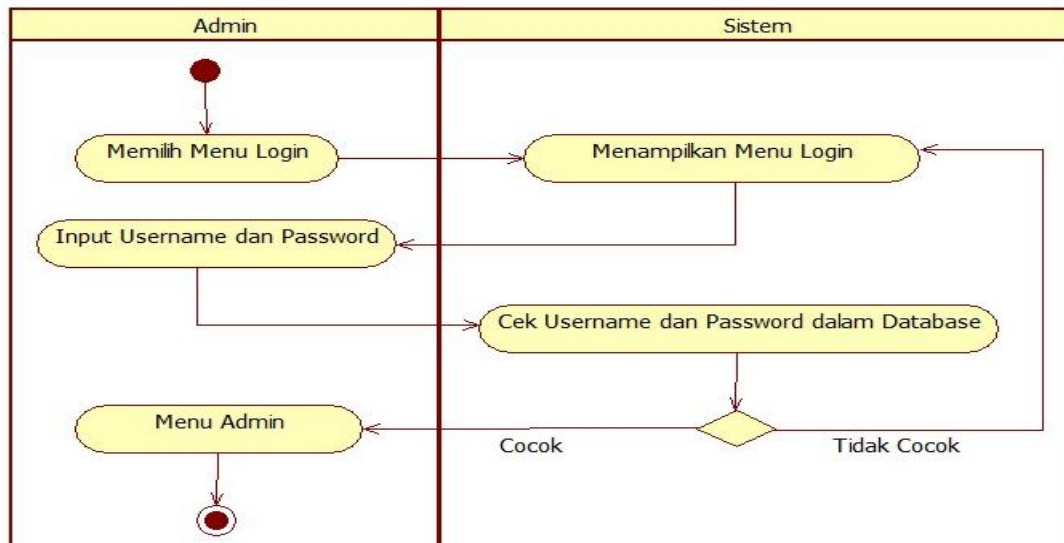 Admin
Sistem
Memilih Menu Login
Menampilkan Menu Login
Input Username dan Password
Cek Username dan Password dalam Database
Menu Admin
Cocok
Tidak Cocok